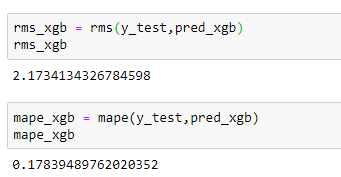 rms_xgb = rms(y_test,pred_xgb)
rms_xgb
2.1734134326784598
mape_xgb = mape(y_test,pred_xgb)
mape_xgb
0.17839489762020352